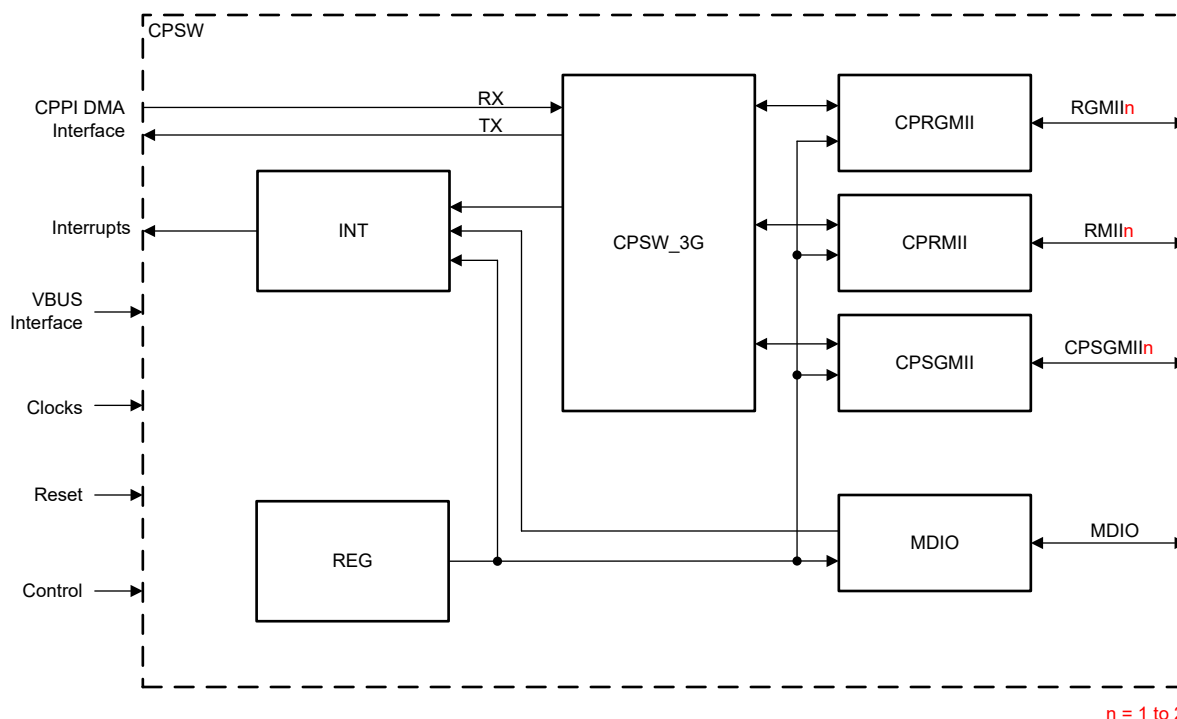 CPSW
CPPI DMA
Interface
RX
TX
RGMIIn
CPRGMII
INT
Interrupts
CPSW_3G
CPRMII
RMIIn
VBUS
Interface
CPSGMII
CPSGMIIn
Clocks
Reset
REG
MDIO
MDIO
Control
n = 1 to 2